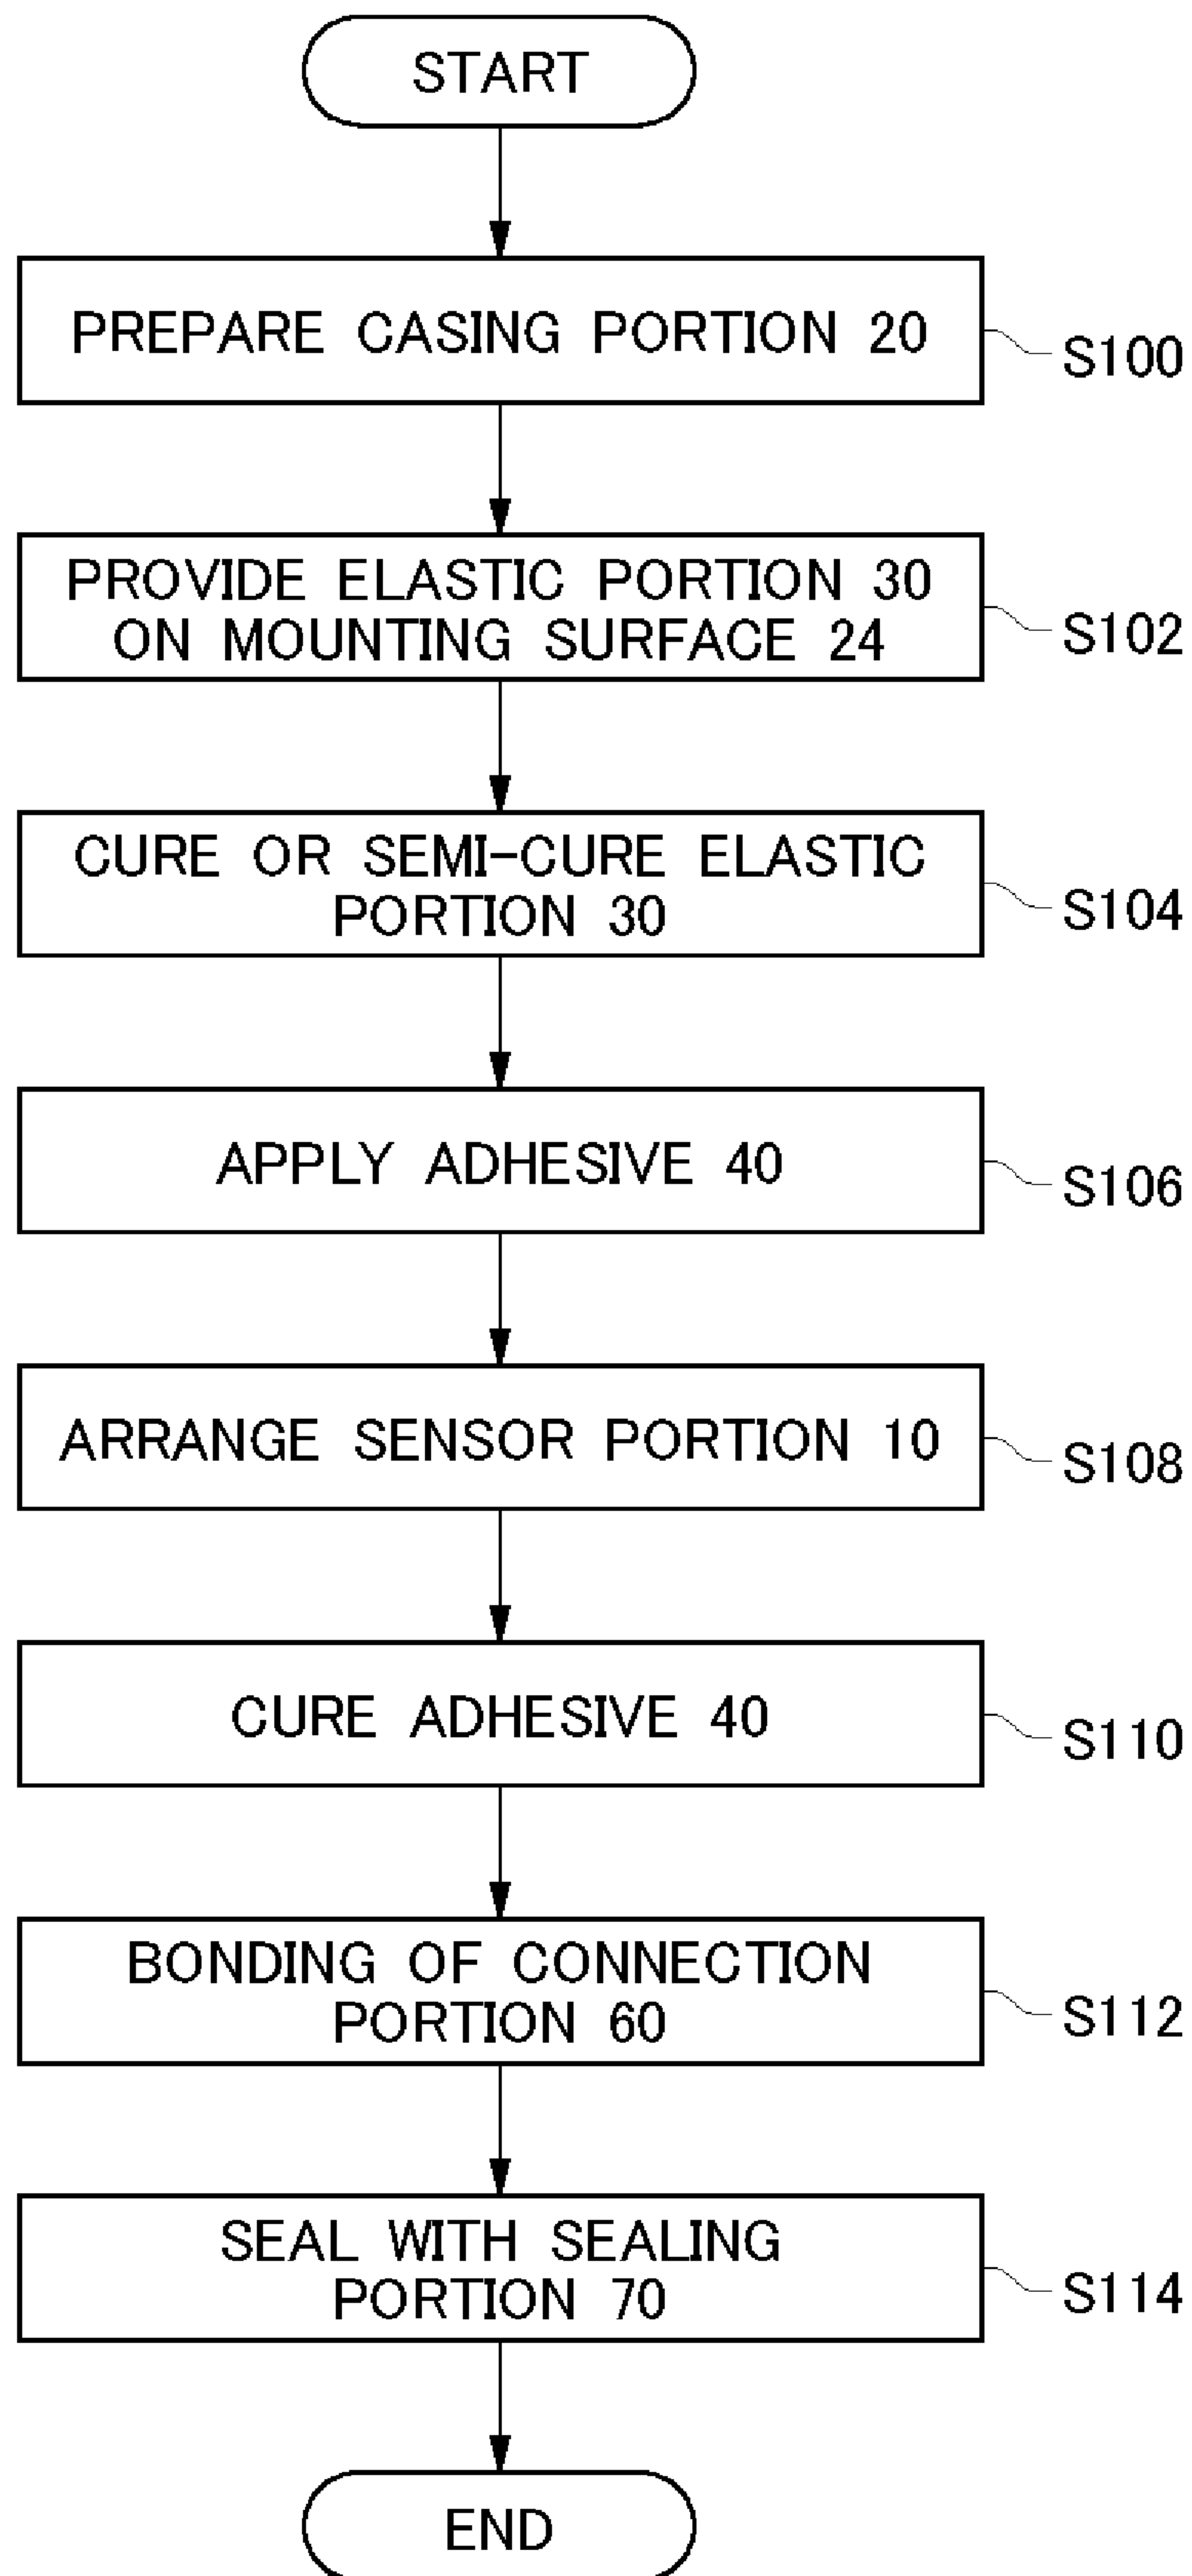 START
PREPARE CASING PORTION 20
S100
PROVIDE ELASTIC PORTION 30
ON MOUNTING SURFACE 24
S102
CURE OR SEMI-CURE ELASTIC
PORTION 30
S104
APPLY ADHESIVE 40
S106
ARRANGE SENSOR PORTION 10
S108
CURE ADHESIVE 40
S110
BONDING OF CONNECTION
PORTION 60
S112
SEAL WITH SEALING
PORTION 70
S114
END